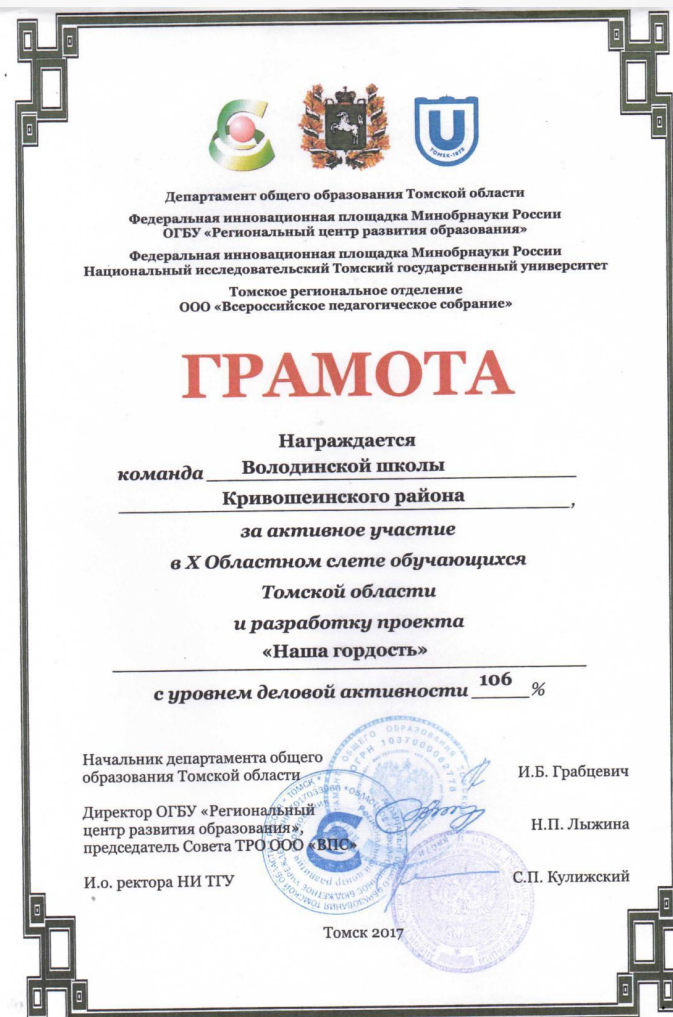 U
ТОМСК-1878
Департамент общего образования Томской области
Федеральная инновационная площадка Минобрнауки России
ОГБУ «Региональный центр развития образования»
Федеральная инновационная площадка Минобрнауки России
Национальный исследовательский Томский государственный университет
Томское региональное отделение
ООО «Всероссийское педагогическое собрание»
ГРАМОТА
Награждается
команда Володинской школы
Кривошеинского района,
за активное участие
в X Областном слете обучающихся
Томской области
и разработку проекта
«Наша гордость»
с уровнем деловой активности 106 %
Начальник департамента общего
образования Томской области И.Б. Грабцевич
Директор ОГБУ «Региональный
центр развития образования», Н.П. Лыжина
председатель Совета ТРО ООО «ВПС»
И.о. ректора НИ ТГУ С.П. Кулижский
Томск 2017